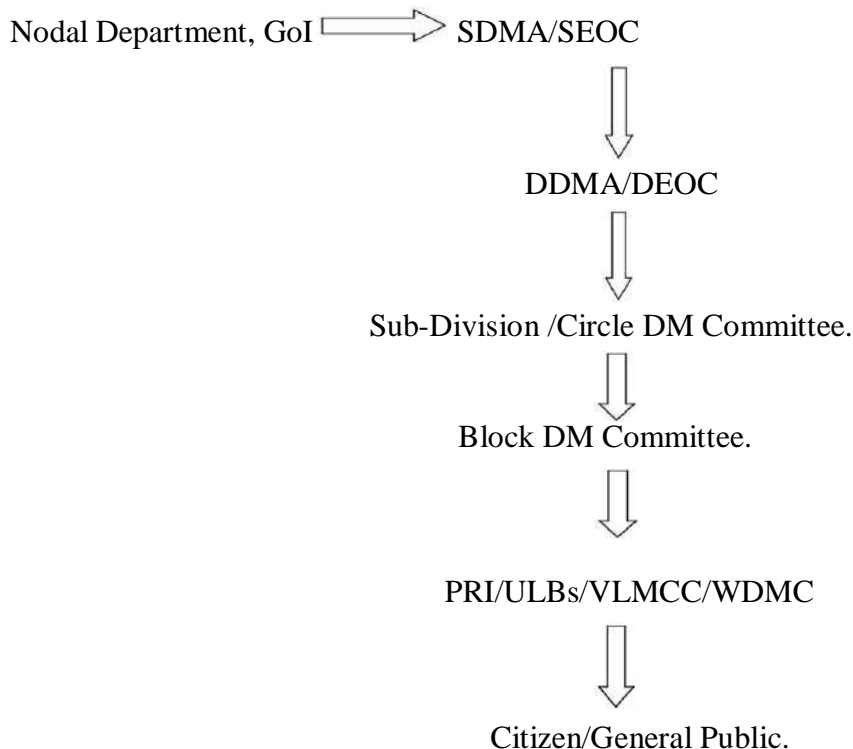 Nodal Department, GoI SDMA/SEOC
DDMA/DEOC
Sub-Division /Circle DM Committee.
Block DM Committee.
PRI/ULBs/VLMCC/WDMC
Citizen/General Public.